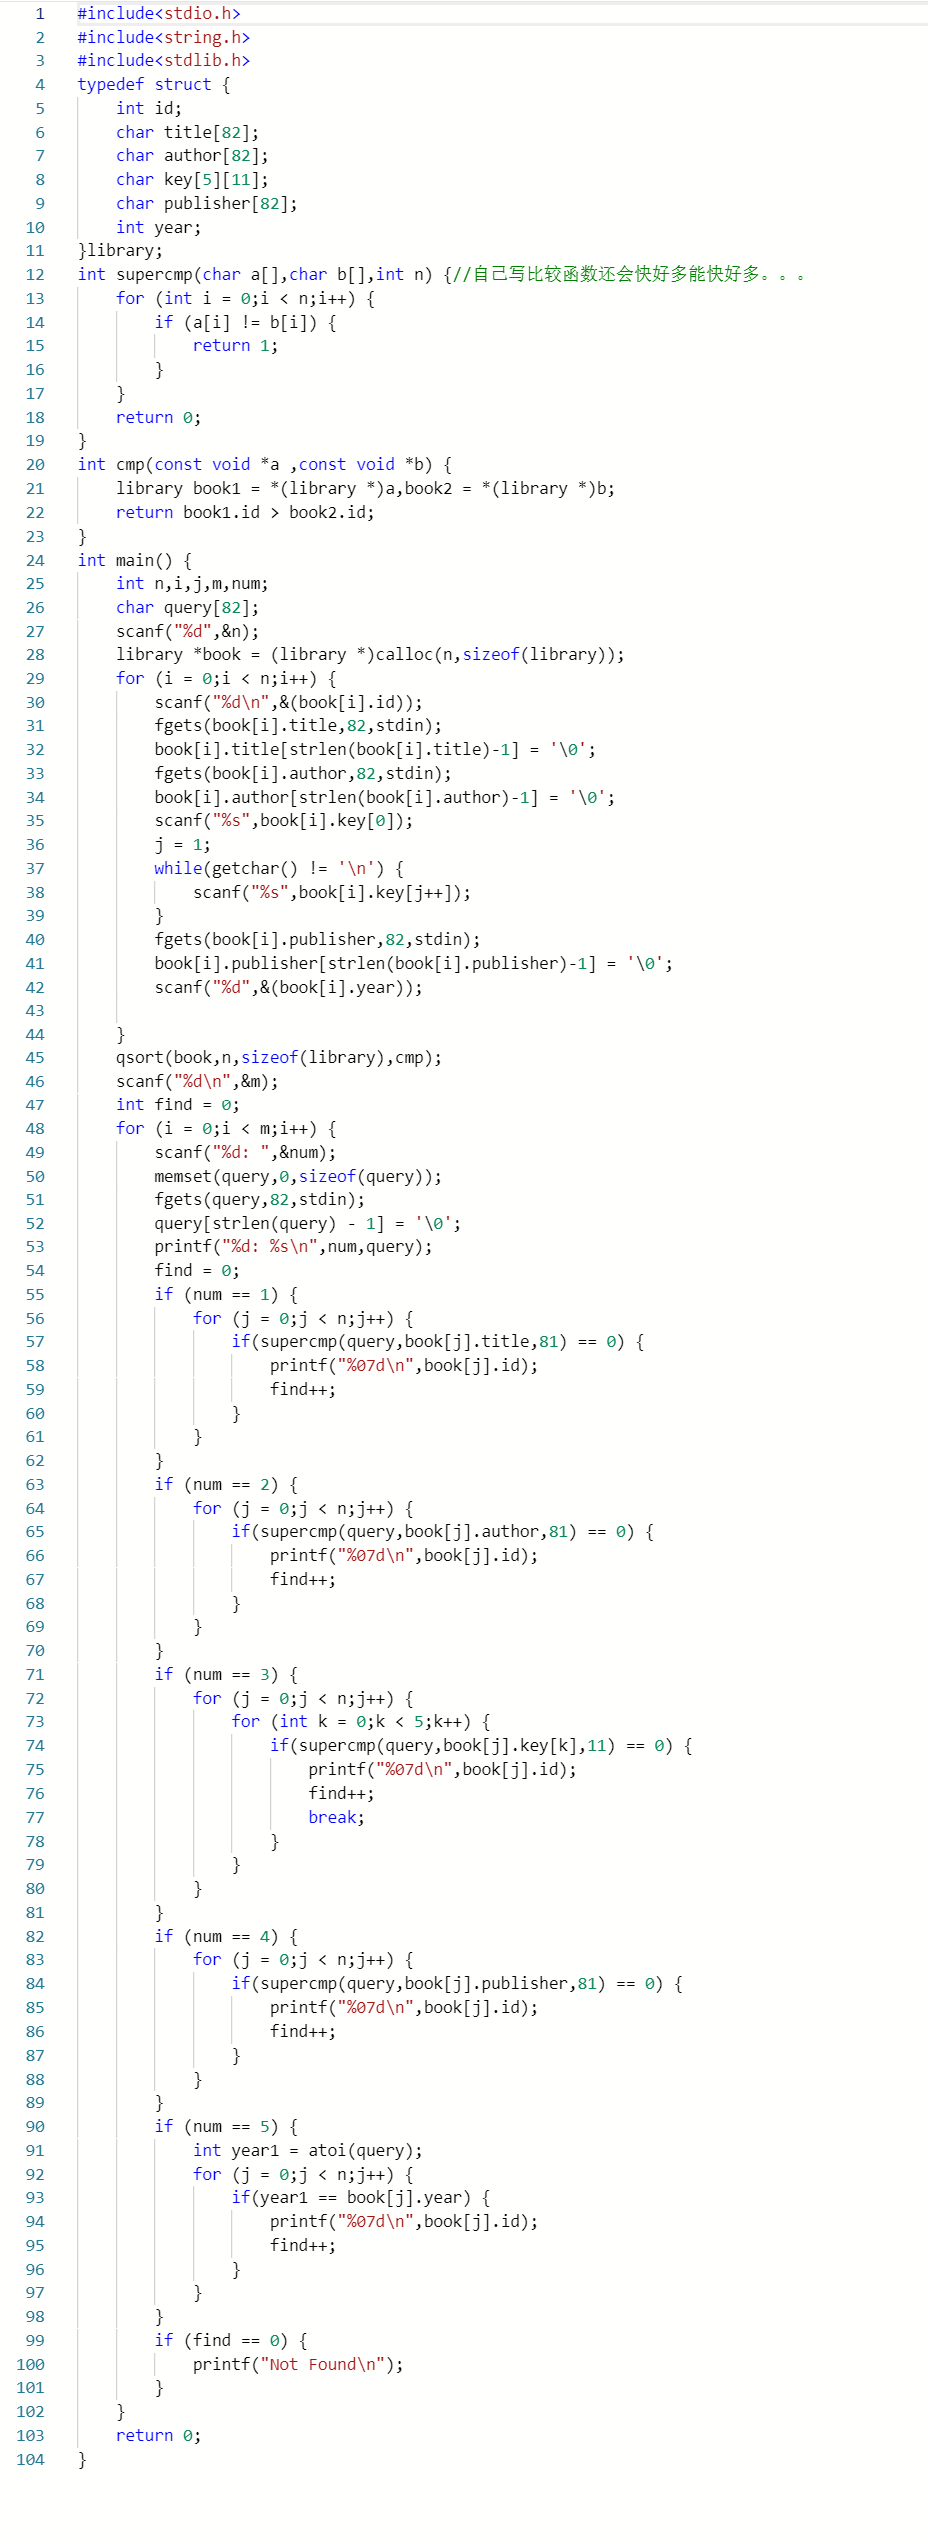 1 #include<stdio.h>
2 #include<string.h>
3 #include<stdlib.h>
4 typedef struct {
5     int id;
6     char title[82];
7     char author[82];
8     char key[5][11];
9     char publisher[82];
10     int year;
11 }library;
12 int supercmp(char a[],char b[],int n) {//自己写比较函数还会快好多能快好多。。。
13     for (int i = 0;i < n;i++) {
14         if (a[i] != b[i]) {
15             return 1;
16         }
17     }
18     return 0;
19 }
20 int cmp(const void *a ,const void *b) {
21     library book1 = *(library *)a,book2 = *(library *)b;
22     return book1.id > book2.id;
23 }
24 int main() {
25     int n,i,j,m,num;
26     char query[82];
27     scanf("%d",&n);
28     library *book = (library *)calloc(n,sizeof(library));
29     for (i = 0;i < n;i++) {
30         scanf("%d\n",&(book[i].id));
31         fgets(book[i].title,82,stdin);
32         book[i].title[strlen(book[i].title)-1] = '\0';
33         fgets(book[i].author,82,stdin);
34         book[i].author[strlen(book[i].author)-1] = '\0';
35         scanf("%s",book[i].key[0]);
36         j = 1;
37         while(getchar() != '\n') {
38             scanf("%s",book[i].key[j++]);
39         }
40         fgets(book[i].publisher,82,stdin);
41         book[i].publisher[strlen(book[i].publisher)-1] = '\0';
42         scanf("%d",&(book[i].year));
43
44     }
45     qsort(book,n,sizeof(library),cmp);
46     scanf("%d\n",&m);
47     int find = 0;
48     for (i = 0;i < m;i++) {
49         scanf("%d: ",&num);
50         memset(query,0,sizeof(query));
51         fgets(query,82,stdin);
52         query[strlen(query) - 1] = '\0';
53         printf("%d: %s\n",num,query);
54         find = 0;
55         if (num == 1) {
56             for (j = 0;j < n;j++) {
57                 if(supercmp(query,book[j].title,81) == 0) {
58                     printf("%07d\n",book[j].id);
59                     find++;
60                 }
61             }
62         }
63         if (num == 2) {
64             for (j = 0;j < n;j++) {
65                 if(supercmp(query,book[j].author,81) == 0) {
66                     printf("%07d\n",book[j].id);
67                     find++;
68                 }
69             }
70         }
71         if (num == 3) {
72             for (j = 0;j < n;j++) {
73                 for (int k = 0;k < 5;k++) {
74                     if(supercmp(query,book[j].key[k],11) == 0) {
75                         printf("%07d\n",book[j].id);
76                         find++;
77                         break;
78                     }
79                 }
80             }
81         }
82         if (num == 4) {
83             for (j = 0;j < n;j++) {
84                 if(supercmp(query,book[j].publisher,81) == 0) {
85                     printf("%07d\n",book[j].id);
86                     find++;
87                 }
88             }
89         }
90         if (num == 5) {
91             int year1 = atoi(query);
92             for (j = 0;j < n;j++) {
93                 if(year1 == book[j].year) {
94                     printf("%07d\n",book[j].id);
95                     find++;
96                 }
97             }
98         }
99         if (find == 0) {
100             printf("Not Found\n");
101         }
102     }
103     return 0;
104 }